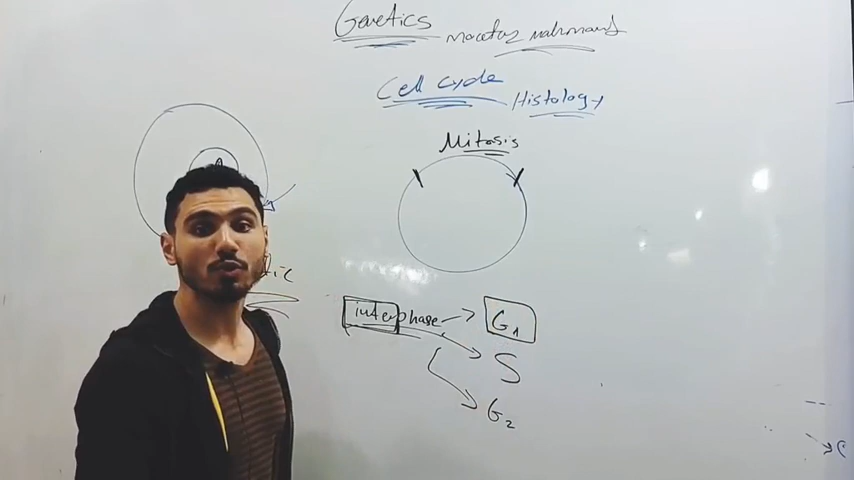 Genetics
Cell cycle
Histology
Mitosis
interphase
G1
S
G2